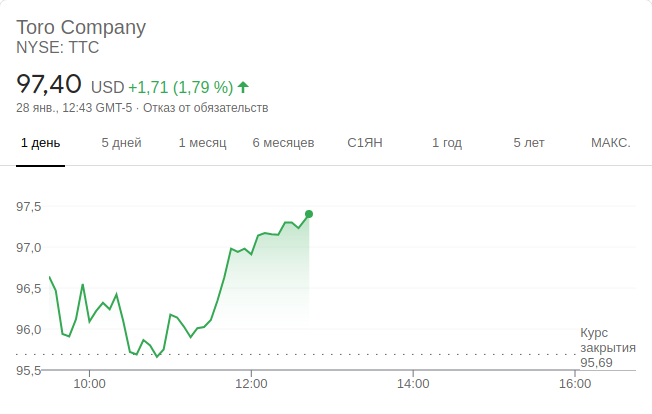 Toro Company
NYSE: TTC
97,40 USD +1,71 (1,79 %)
28 янв., 12:43 GMT-5 · Отказ от обязательств
1 день 5 дней 1 месяц 6 месяцев С1ЯН 1 год 5 лет МАКС.
97,5
97,0
96,5
96,0
95,5
Курс
закрытия
95,69
10:00 12:00 14:00 16:00